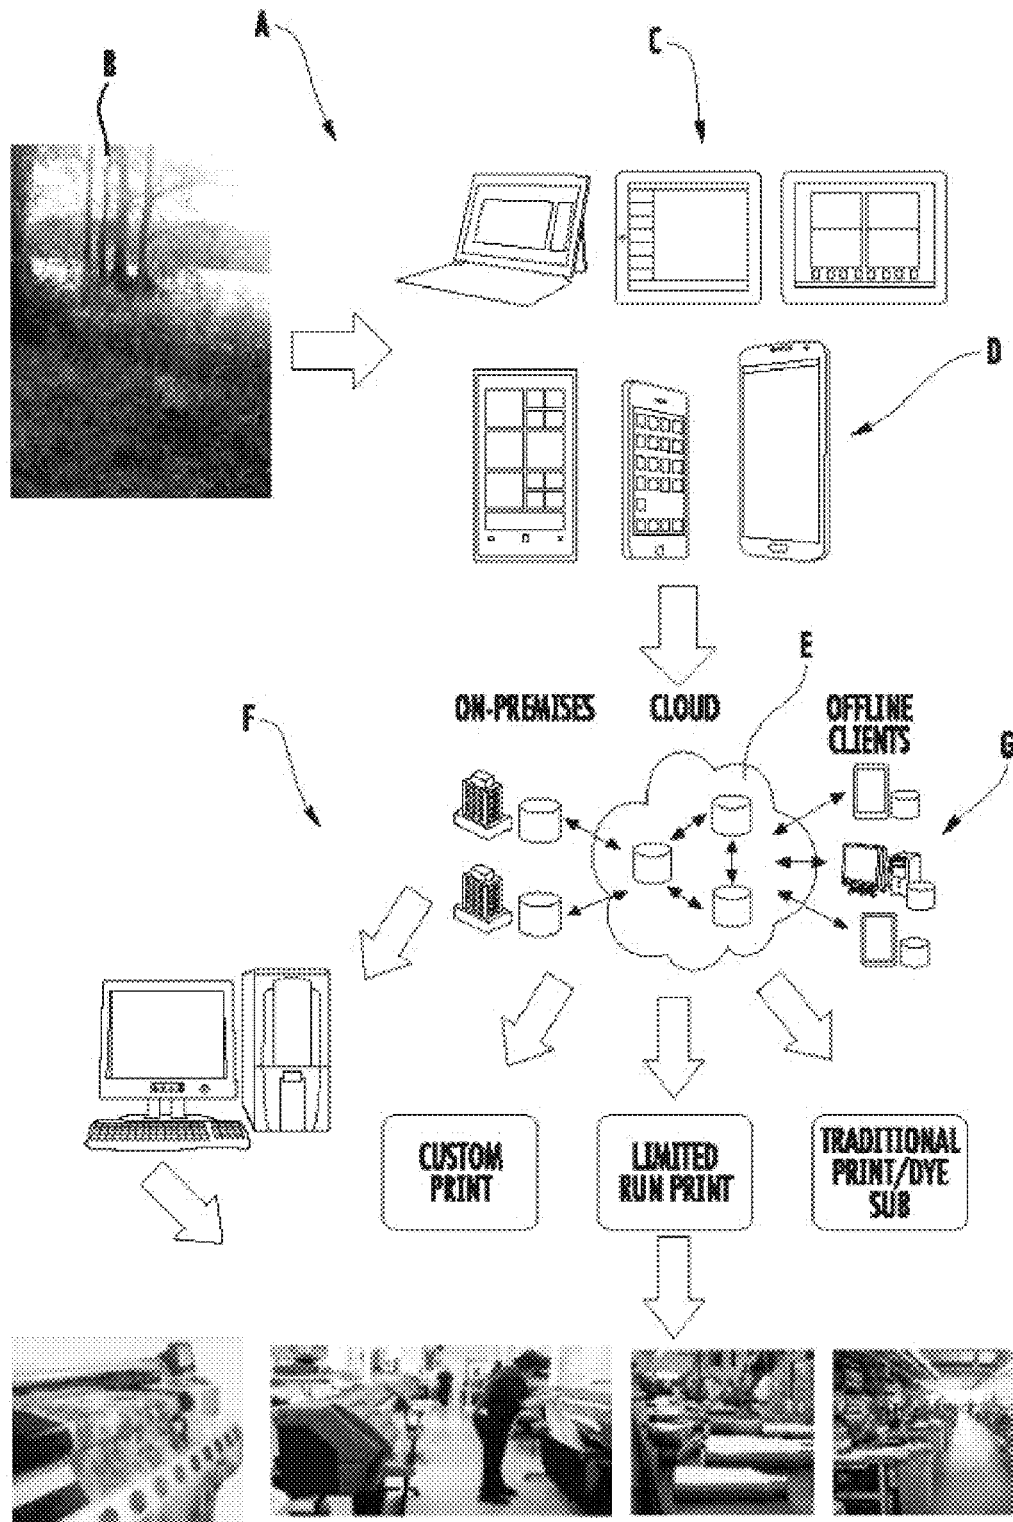 A
B
C
D
E
F
ON-PREMISES
CLOUD
OFFLINE
CLIENTS
G
CUSTOM
PRINT
LIMITED
RUN PRINT
TRADITIONAL
PRINT/DYE
SUB